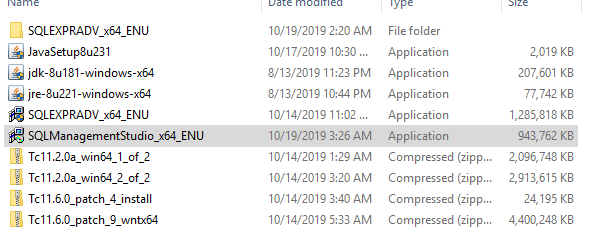 SQLEXPRADV_x64_ENU 10/19/2019 2:20 AM File folder
JavaSetup8u231 10/17/2019 10:30 ... Application 2,019 KB
jdk-8u181-windows-x64 8/13/2019 11:23 PM Application 207,601 KB
jre-8u221-windows-x64 8/13/2019 10:44 PM Application 77,742 KB
SQLEXPRADV_x64_ENU 10/14/2019 11:02 ... Application 1,285,818 KB
SQLManagementStudio_x64_ENU 10/19/2019 3:26 AM Application 943,762 KB
Tc11.2.0a_win64_1_of_2 10/14/2019 1:29 AM Compressed (zipp... 2,096,748 KB
Tc11.2.0a_win64_2_of_2 10/14/2019 3:20 AM Compressed (zipp... 2,913,615 KB
Tc11.6.0_patch_4_install 10/14/2019 3:40 AM Compressed (zipp... 24,195 KB
Tc11.6.0_patch_9_wntx64 10/14/2019 5:33 AM Compressed (zipp... 4,400,248 KB